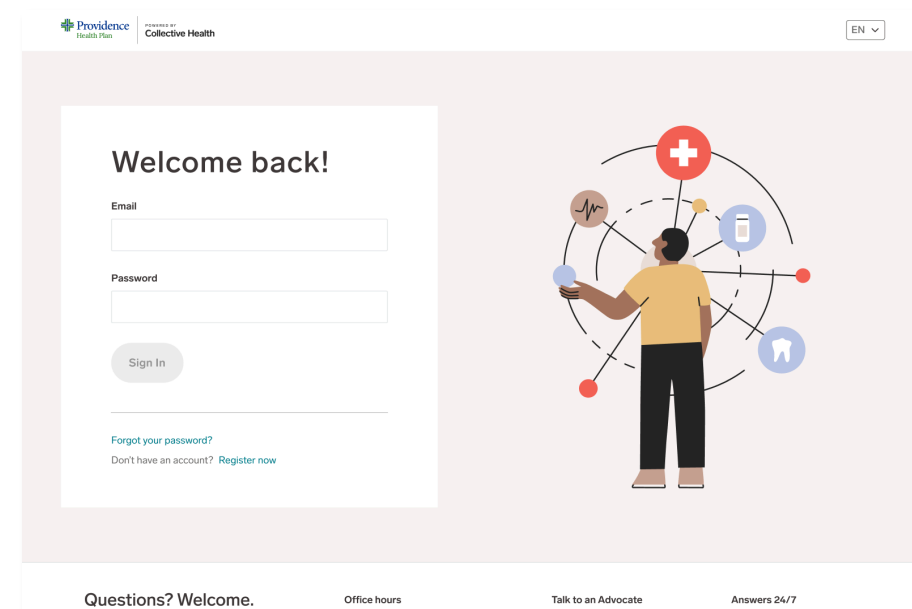 Providence
Health Plan
POWERED BY
Collective Health
EN
Welcome back!
Email
Password
Sign In
Forgot your password?
Don't have an account? Register now
Questions? Welcome.
Office hours
Talk to an Advocate
Answers 24/7